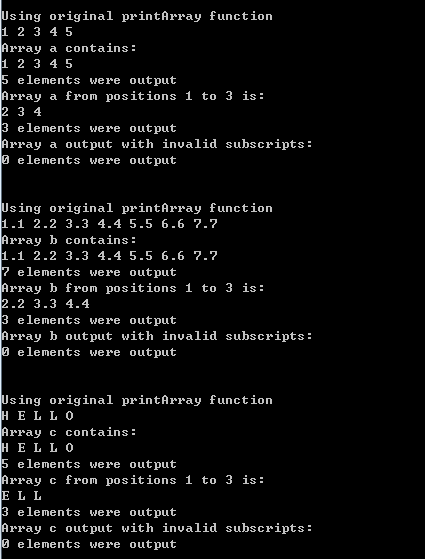 Using original printArray function
1 2 3 4 5
Array a contains:
1 2 3 4 5
5 elements were output
Array a from positions 1 to 3 is:
2 3 4
3 elements were output
Array a output with invalid subscripts:
0 elements were output
Using original printArray function
1.1 2.2 3.3 4.4 5.5 6.6 7.7
Array b contains:
1.1 2.2 3.3 4.4 5.5 6.6 7.7
7 elements were output
Array b from positions 1 to 3 is:
2.2 3.3 4.4
3 elements were output
Array b output with invalid subscripts:
0 elements were output
Using original printArray function
H E L L O
Array c contains:
H E L L O
5 elements were output
Array c from positions 1 to 3 is:
E L L
3 elements were output
Array c output with invalid subscripts:
0 elements were output